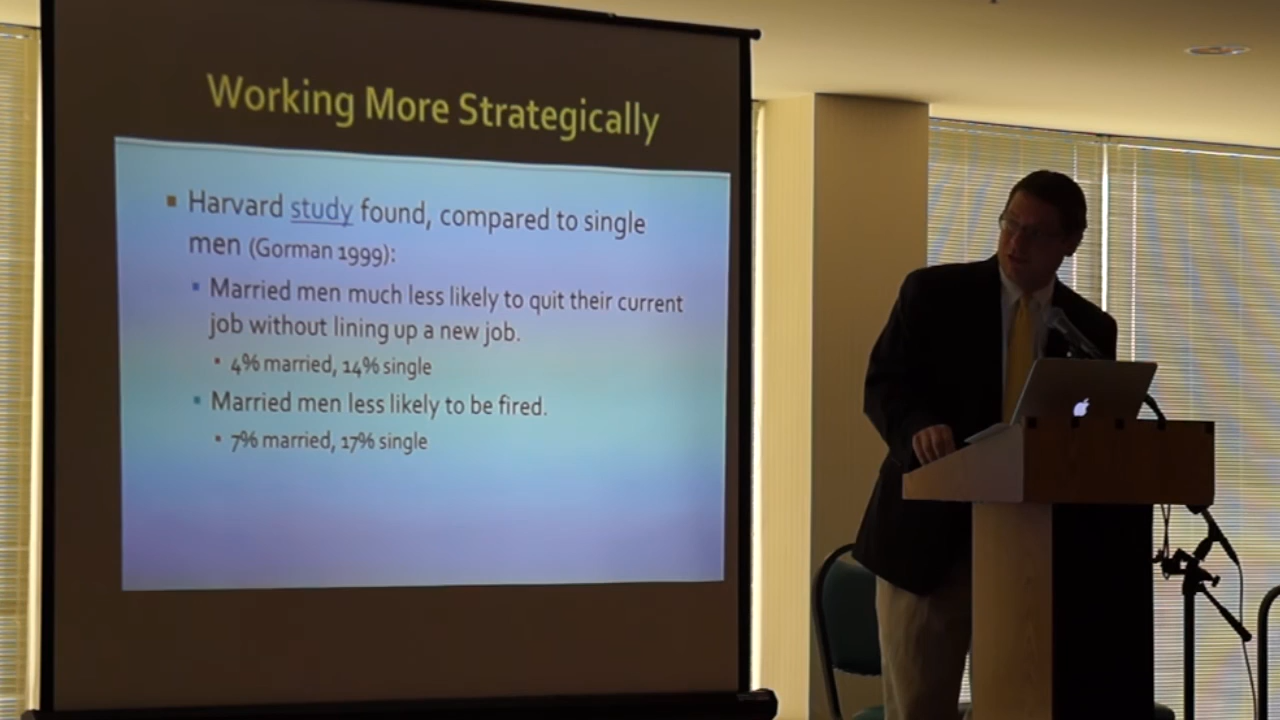 Working More Strategically
▪ Harvard study found, compared to single
men (Gorman 1999):
▪ Married men much less likely to quit their current
job without lining up a new job.
▪ 4% married, 14% single
▪ Married men less likely to be fired.
▪ 7% married, 17% single